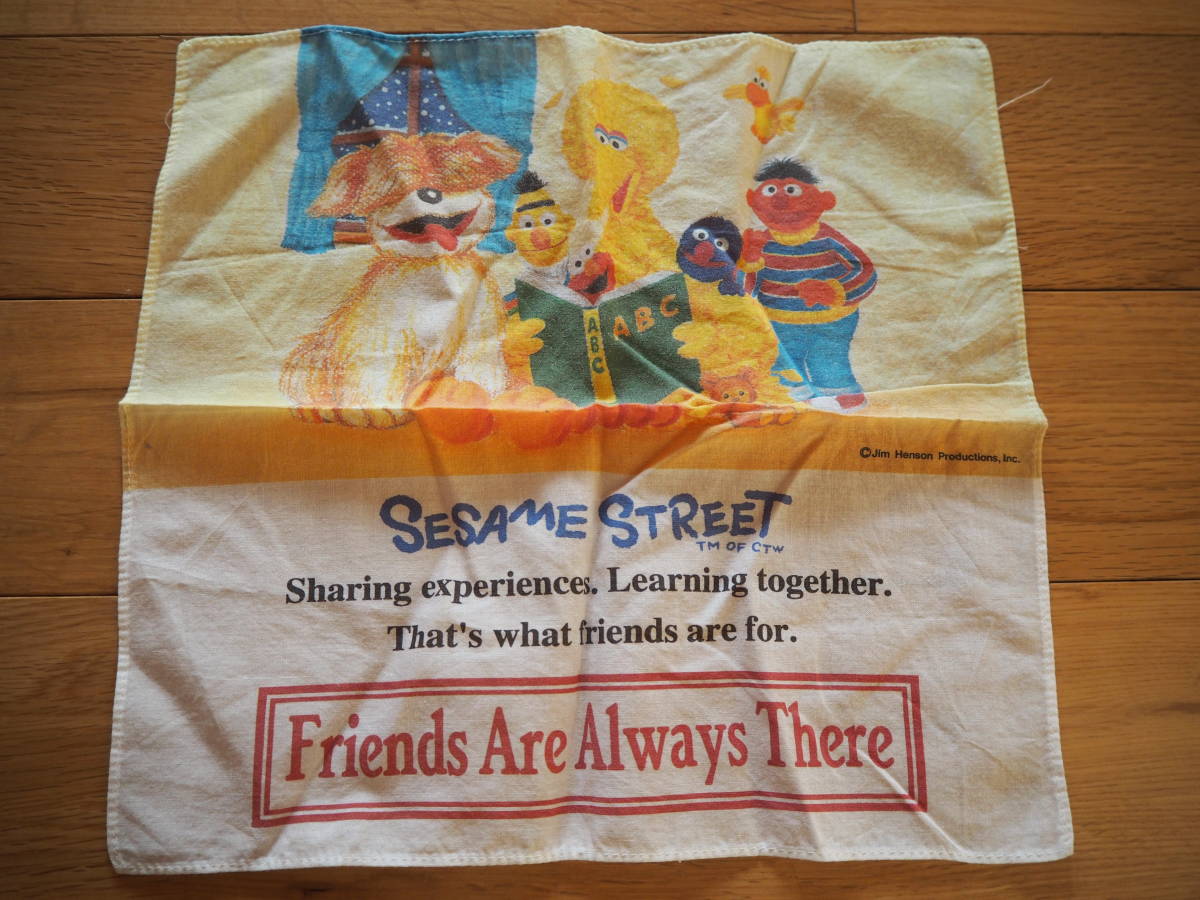 ABC
ABC
©Jim Henson Productions, Inc.
SESAME STREET
TM OF CTW
Sharing experiences. Learning together.
That's what friends are for.
Friends Are Always There